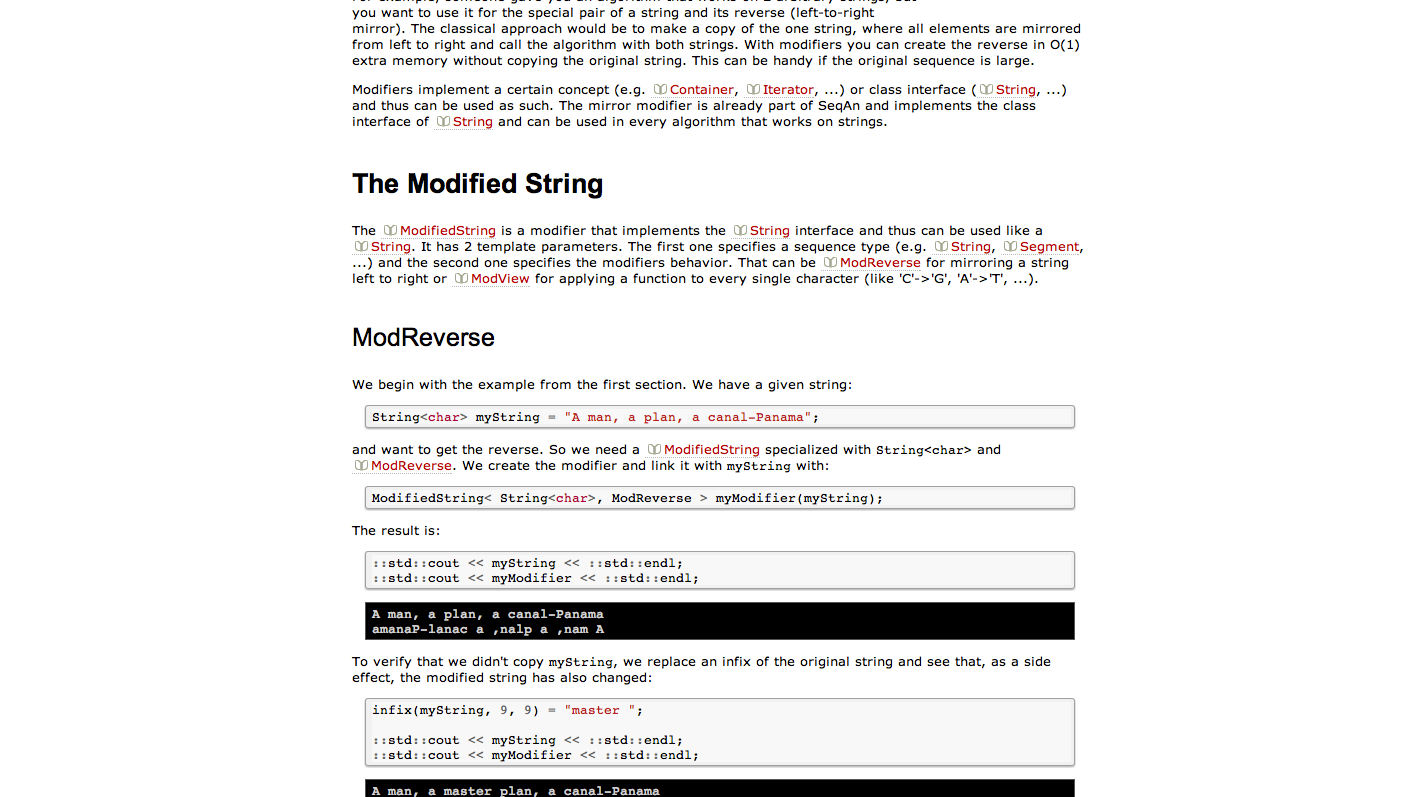 you want to use it for the special pair of a string and its reverse (left-to-right
mirror). The classical approach would be to make a copy of the one string, where all elements are mirrored
from left to right and call the algorithm with both strings. With modifiers you can create the reverse in O(1)
extra memory without copying the original string. This can be handy if the original sequence is large.
Modifiers implement a certain concept (e.g. Container, Iterator, ...) or class interface ( String, ...)
and thus can be used as such. The mirror modifier is already part of SeqAn and implements the class
interface of String and can be used in every algorithm that works on strings.
The Modified String
The ModifiedString is a modifier that implements the String interface and thus can be used like a
String. It has 2 template parameters. The first one specifies a sequence type (e.g. String, Segment,
...) and the second one specifies the modifiers behavior. That can be ModReverse for mirroring a string
left to right or ModView for applying a function to every single character (like 'C'->'G', 'A'->'T', ...).
ModReverse
We begin with the example from the first section. We have a given string:
String<char> myString = "A man, a plan, a canal-Panama";
and want to get the reverse. So we need a ModifiedString specialized with String<char> and
ModReverse. We create the modifier and link it with myString with:
ModifiedString< String<char>, ModReverse > myModifier(myString);
The result is:
::std::cout << myString << ::std::endl;
::std::cout << myModifier << ::std::endl;
A man, a plan, a canal-Panama
amanaP-lanac a ,nalp a ,nam A
To verify that we didn't copy myString, we replace an infix of the original string and see that, as a side
effect, the modified string has also changed:
infix(myString, 9, 9) = "master ";
::std::cout << myString << ::std::endl;
::std::cout << myModifier << ::std::endl;
A man, a master plan, a canal-Panama